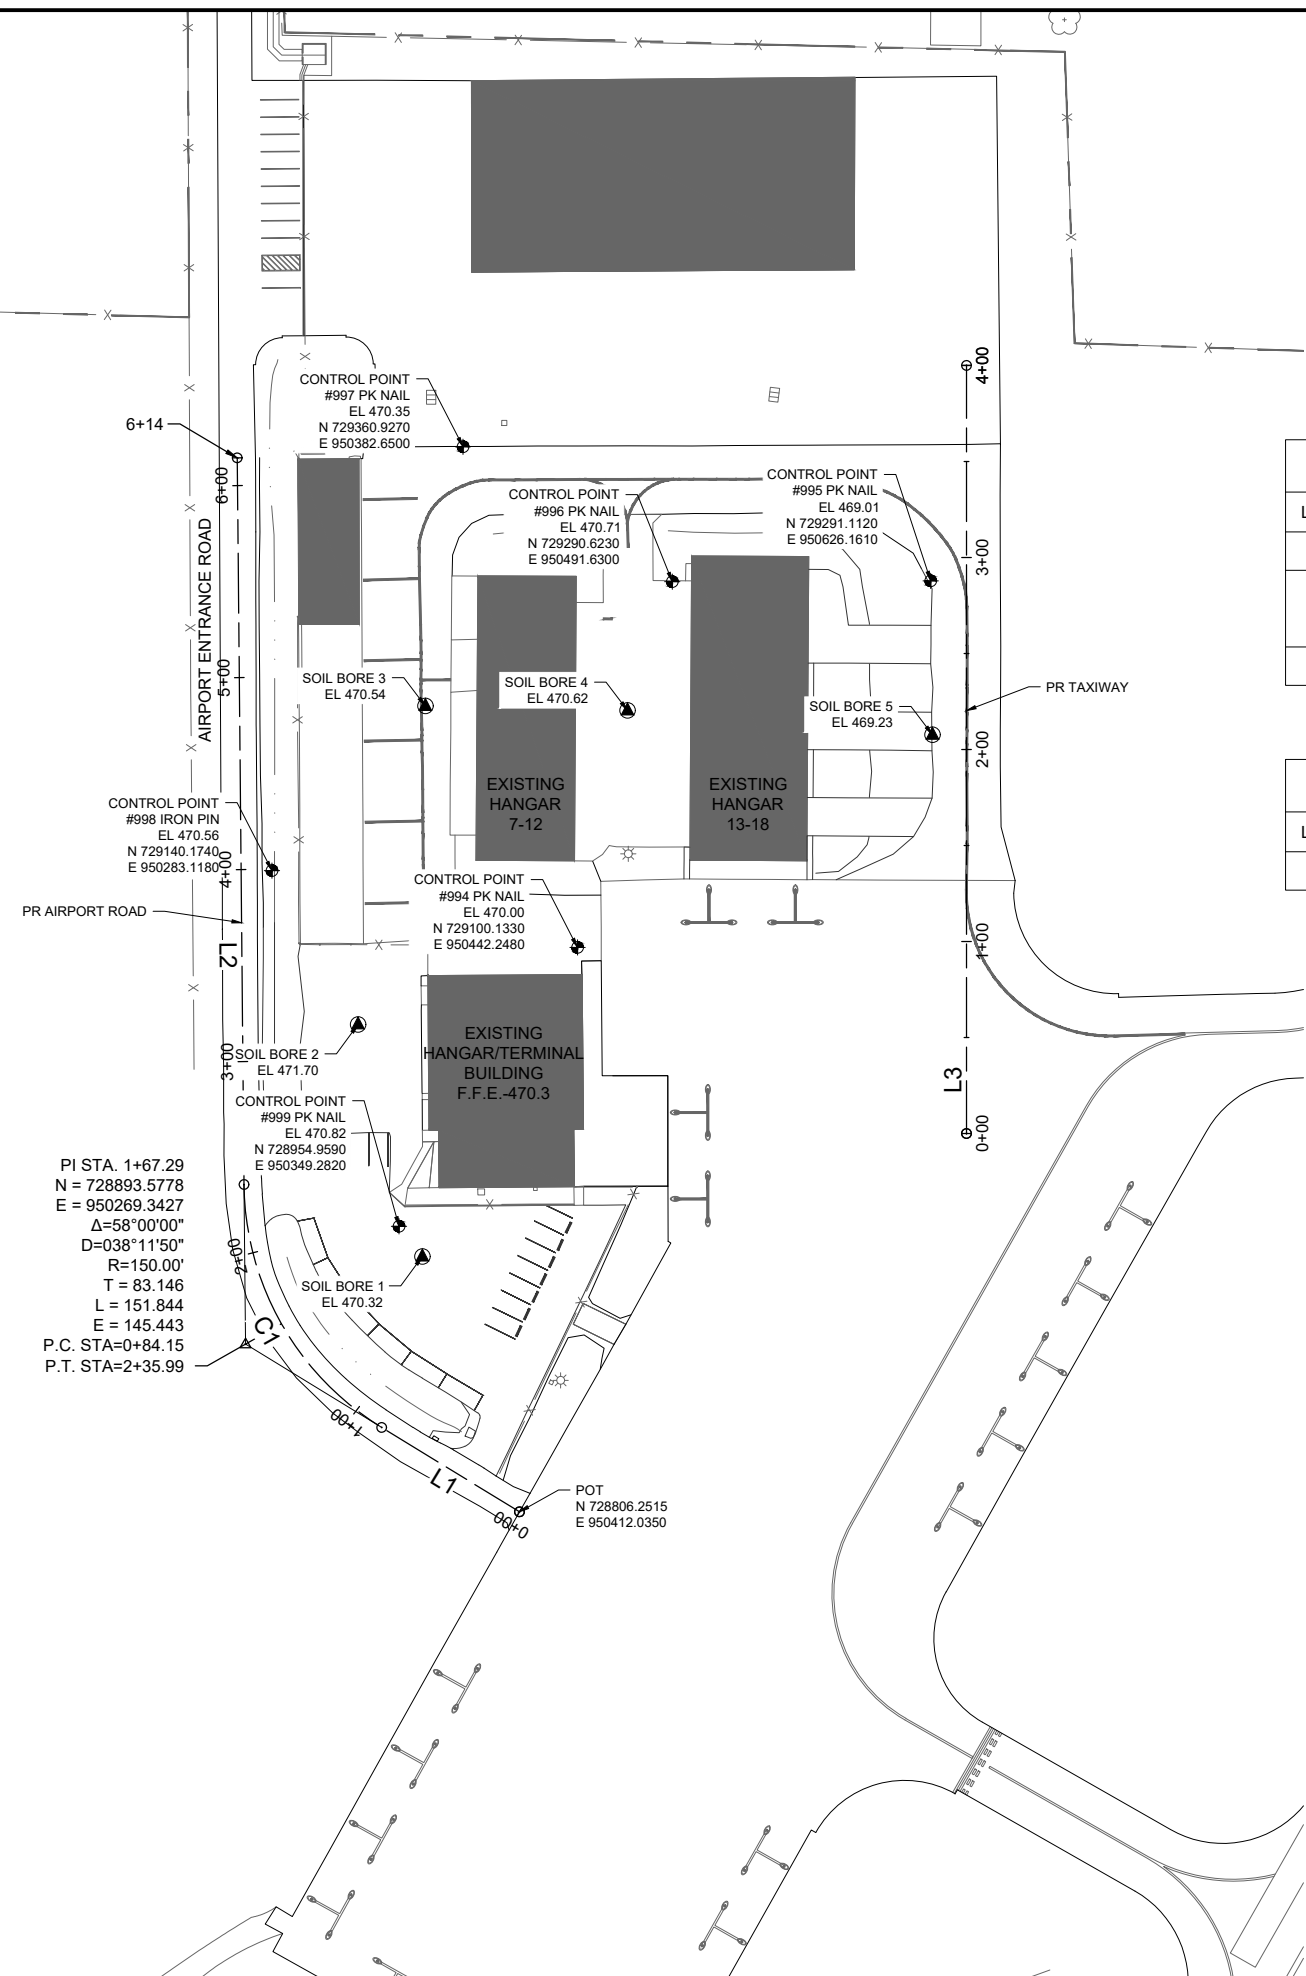 CONTROL POINT
#997 PK NAIL
EL 470.35
N 729360.9270
E 950382.6500
4+00
6+14
6+00
AIRPORT ENTRANCE ROAD
CONTROL POINT
#996 PK NAIL
EL 470.71
N 729290.6230
E 950491.6300
CONTROL POINT
#995 PK NAIL
EL 469.01
N 729291.1120
E 950626.1610
3+00
L
5+00
SOIL BORE 3
EL 470.54
SOIL BORE 4
EL 470.62
SOIL BORE 5
EL 469.23
PR TAXIWAY
2+00
EXISTING
HANGAR
7-12
EXISTING
HANGAR
13-18
L
CONTROL POINT
#998 IRON PIN
EL 470.56
N 729140.1740
E 950283.1180
4+00
PR AIRPORT ROAD
L2
CONTROL POINT
#994 PK NAIL
EL 470.00
N 729100.1330
E 950442.2480
1+00
EXISTING
HANGAR/TERMINAL
BUILDING
F.F.E.-470.3
SOIL BORE 2
EL 471.70
3+00
L3
0+00
CONTROL POINT
#999 PK NAIL
EL 470.82
N 728954.9590
E 950349.2820
PI STA. 1+67.29
N = 728893.5778
E = 950269.3427
Δ=58°00'00"
D=038°11'50"
R=150.00'
T = 83.146
L = 151.844
E = 145.443
P.C. STA=0+84.15
P.T. STA=2+35.99
2+00
SOIL BORE 1
EL 470.32
C1
1+00
L1
0+00
POT
N 728806.2515
E 950412.0350